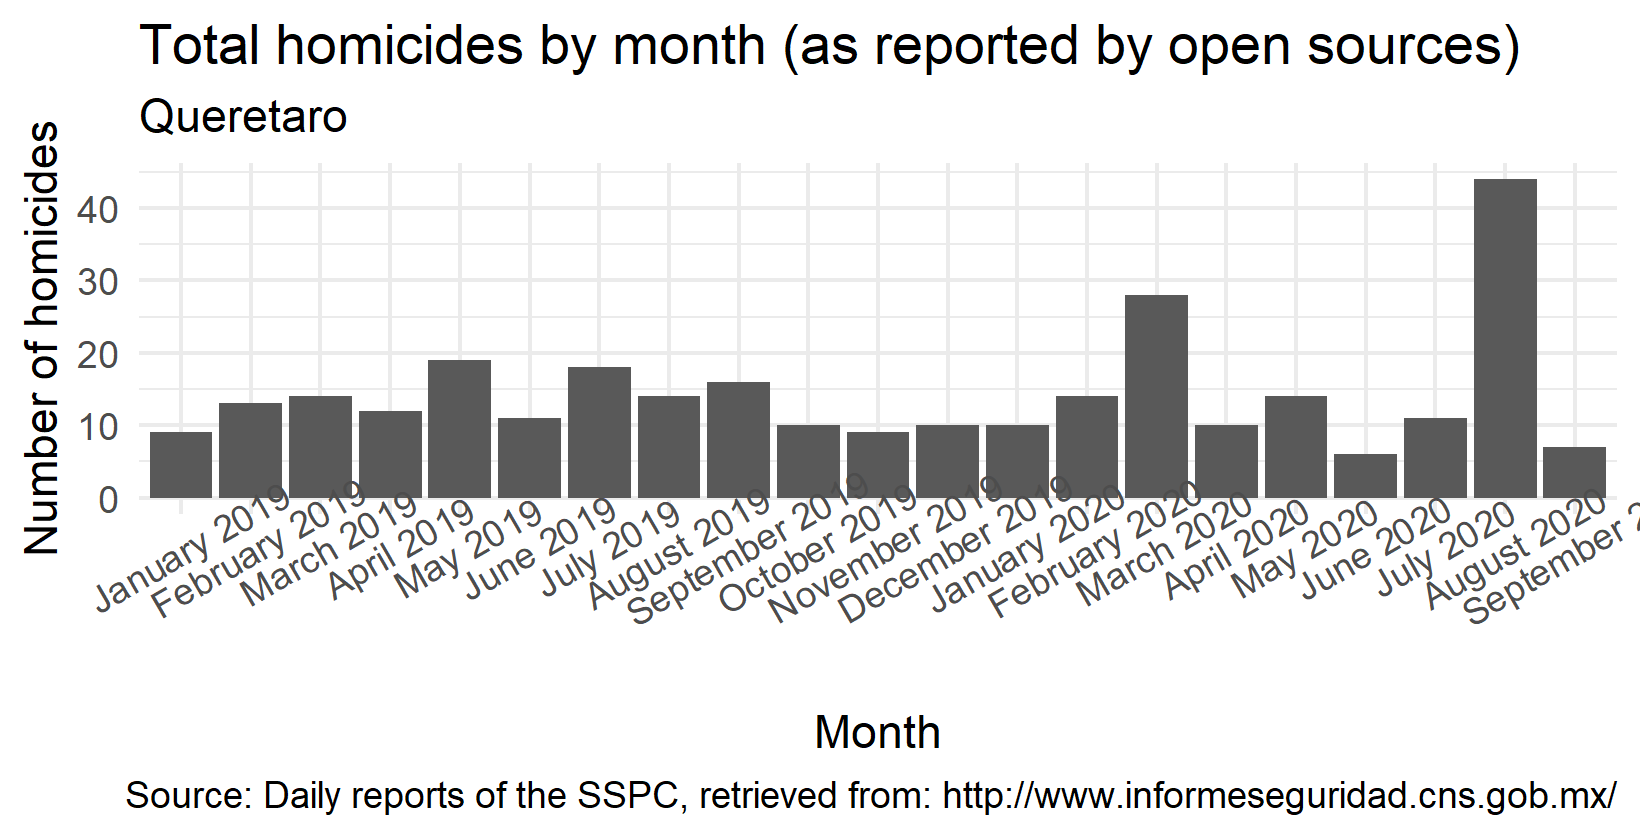 Total homicides by month (as reported by open sources)
Queretaro
Number of homicides
40
30
20
10
0
January 2019
February 2019
March 2019
April 2019
May 2019
June 2019
July 2019
August 2019
September 2019
October 2019
November 2019
December 2019
January 2020
February 2020
March 2020
April 2020
May 2020
June 2020
July 2020
August 2020
September 2
Month
Source: Daily reports of the SSPC, retrieved from: http://www.informeseguridad.cns.gob.mx/